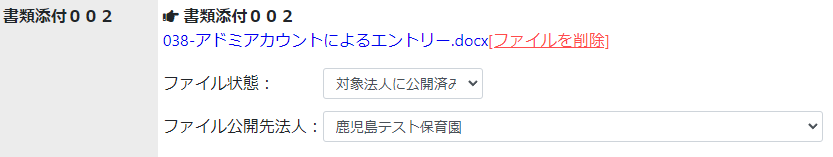 書類添付００２
書類添付００２
038-アドミアカウントによるエントリー.docx[ファイルを削除]
ファイル状態： 対象法人に公開済み
ファイル公開先法人： 鹿児島テスト保育園